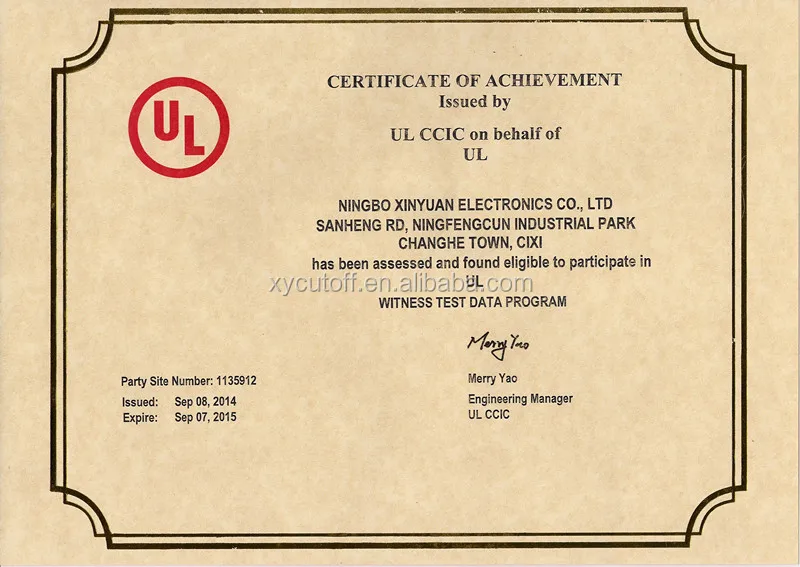 UL
CERTIFICATE OF ACHIEVEMENT
Issued by
UL CCIC on behalf of
UL
NINGBO XINYUAN ELECTRONICS CO., LTD
SANHENG RD, NINGFENGCUN INDUSTRIAL PARK
CHANGHE TOWN, CIXI
has been assessed and found eligible to participate in
UL
xycutoff.en.alibaba.com
WITNESS TEST DATA PROGRAM
Merry Yao
Party Site Number: 1135912
Merry Yao
Issued: Sep 08, 2014
Engineering Manager
Expire: Sep 07, 2015
UL CCIC